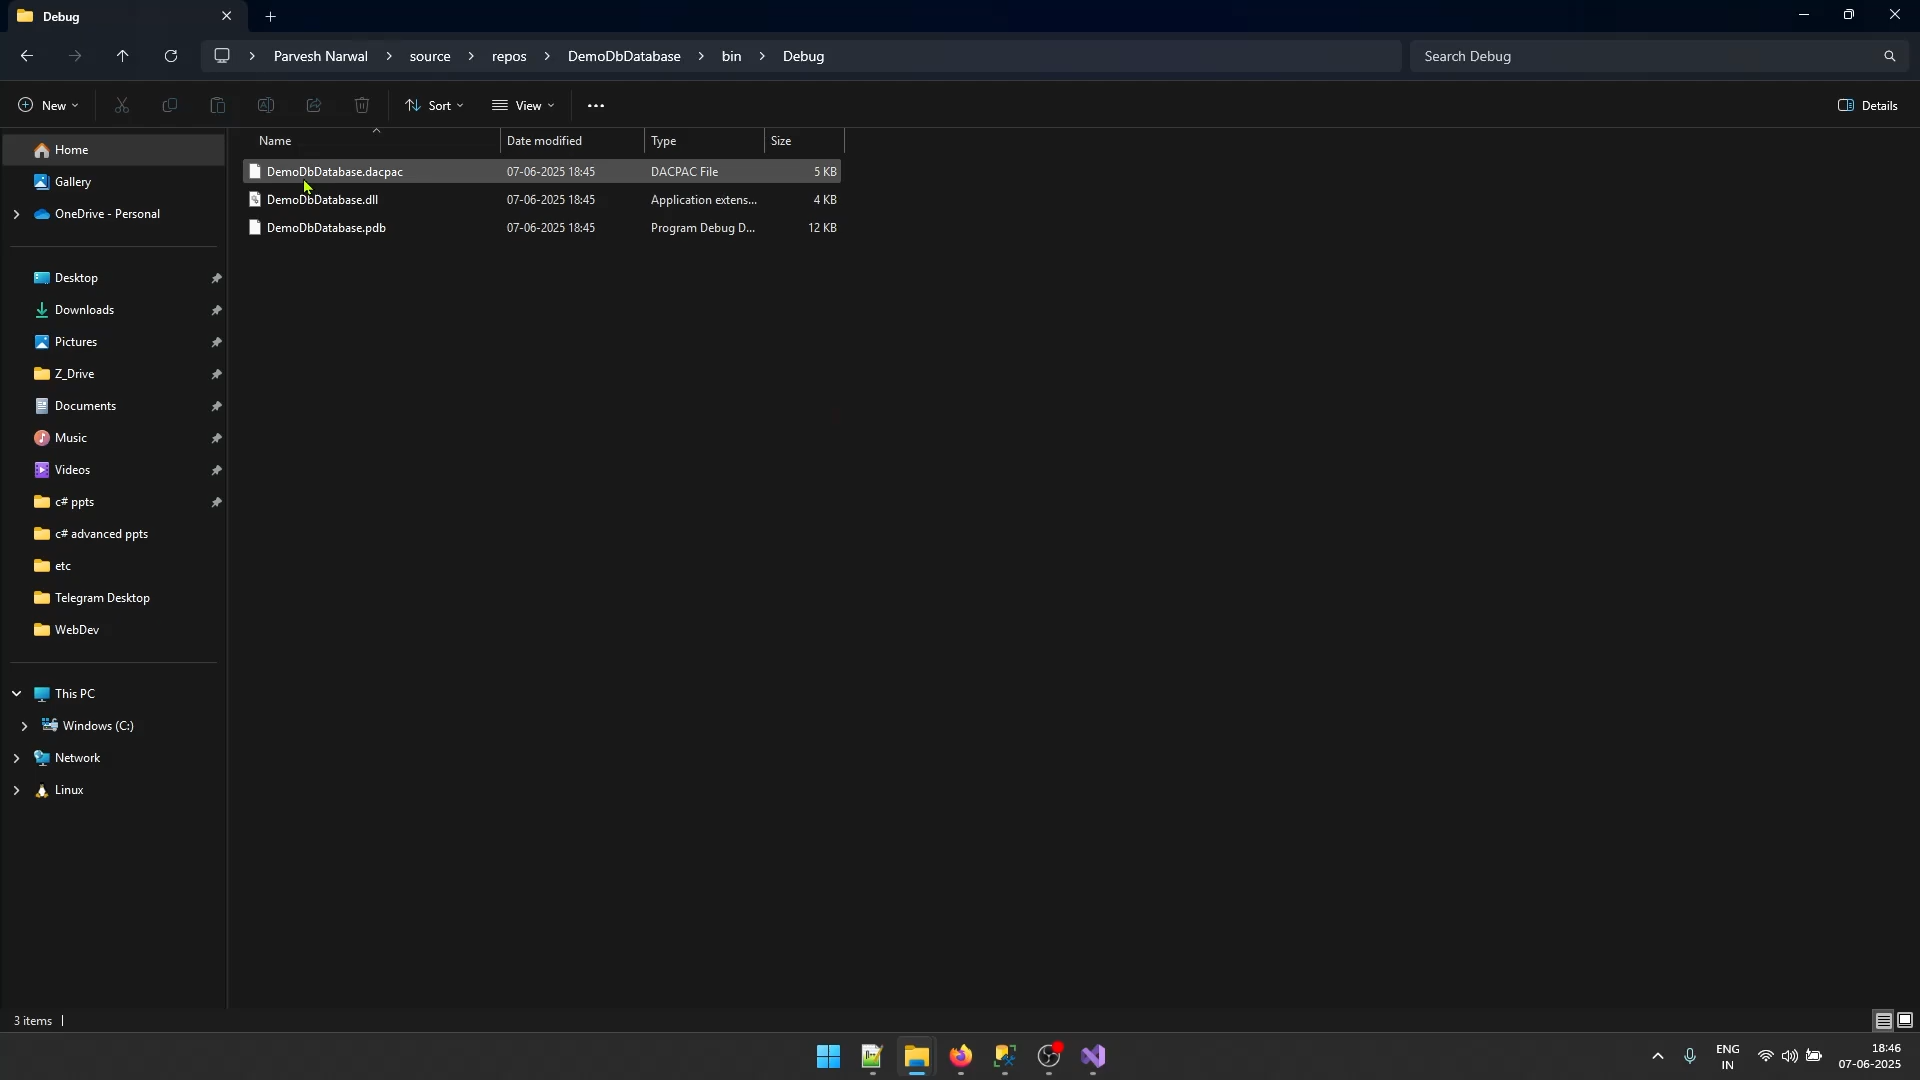 Debug
Parvesh Narwal > source > repos > DemoDbDatabase > bin > Debug
Search Debug
New
Sort
View
Details
Name
Date modified
Type
Size
Home
DemoDbDatabase.dacpac 07-06-2025 18:45 DACPAC File 5 KB
Gallery
DemoDbDatabase.dll 07-06-2025 18:45 Application extens... 4 KB
OneDrive - Personal
DemoDbDatabase.pdb 07-06-2025 18:45 Program Debug D... 12 KB
Desktop
Downloads
Pictures
Z_Drive
Documents
Music
Videos
c# ppts
c# advanced ppts
etc
Telegram Desktop
WebDev
This PC
Windows (C:)
Network
Linux
3 items
ENG
IN
18:46
07-06-2025